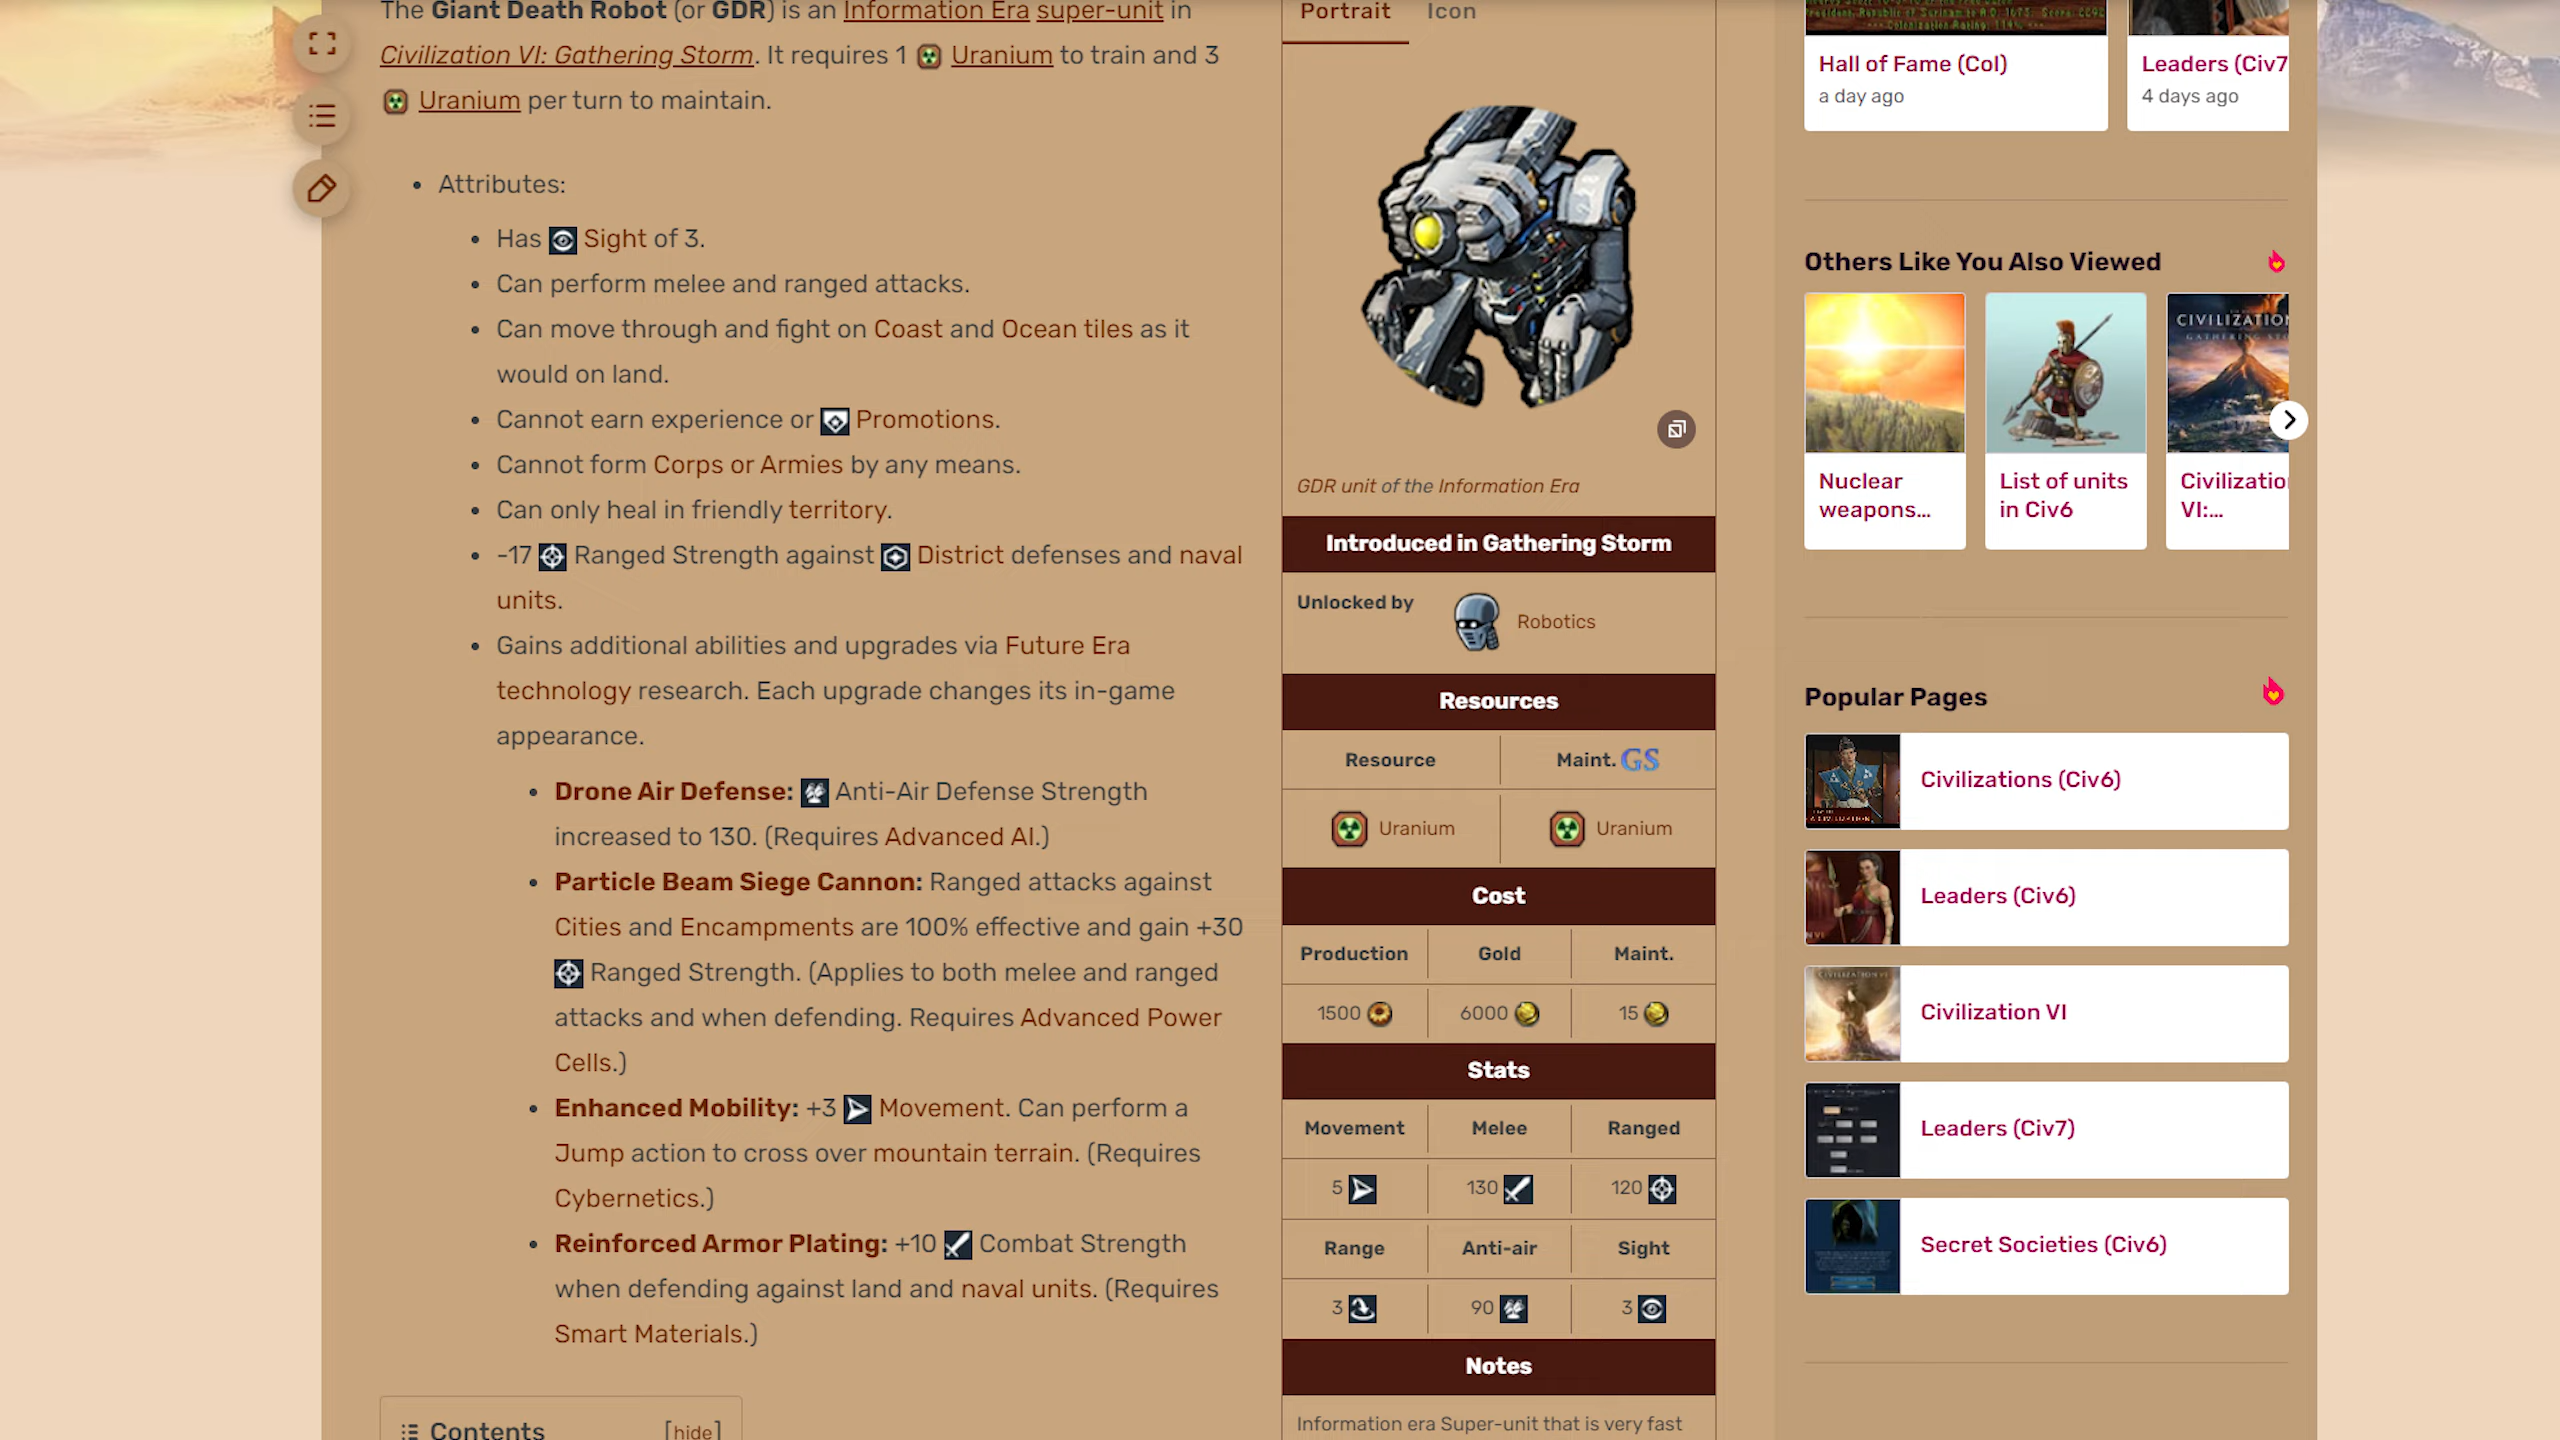 The Giant Death Robot (or GDR) is an Information Era super-unit in
Civilization VI: Gathering Storm. It requires 1 Uranium to train and 3
Uranium per turn to maintain.
Attributes:
Has Sight of 3.
Can perform melee and ranged attacks.
Can move through and fight on Coast and Ocean tiles as it
would on land.
Cannot earn experience or Promotions.
Cannot form Corps or Armies by any means.
Can only heal in friendly territory.
-17 Ranged Strength against District defenses and naval
units.
Gains additional abilities and upgrades via Future Era
technology research. Each upgrade changes its in-game
appearance.
Drone Air Defense: Anti-Air Defense Strength
increased to 130. (Requires Advanced AI.)
Particle Beam Siege Cannon: Ranged attacks against
Cities and Encampments are 100% effective and gain +30
Ranged Strength. (Applies to both melee and ranged
attacks and when defending. Requires Advanced Power
Cells.)
Enhanced Mobility: +3 Movement. Can perform a
Jump action to cross over mountain terrain. (Requires
Cybernetics.)
Reinforced Armor Plating: +10 Combat Strength
when defending against land and naval units. (Requires
Smart Materials.)
Contents [hide]
Portrait Icon
GDR unit of the Information Era
Introduced in Gathering Storm
Unlocked by Robotics
Resources
Resource Maint. GS
Uranium Uranium
Cost
Production Gold Maint.
1500 6000 15
Stats
Movement Melee Ranged
5 130 120
Range Anti-air Sight
3 90 3
Notes
Information era Super-unit that is very fast
Hall of Fame (Col)
a day ago
Leaders (Civ7
4 days ago
Others Like You Also Viewed
CIVILIZATION
GATHERING STO
Nuclear
weapons...
List of units
in Civ6
Civilizatio
VI:...
Popular Pages
Civilizations (Civ6)
Leaders (Civ6)
CIVILIZATION VI
Civilization VI
Leaders (Civ7)
Secret Societies (Civ6)